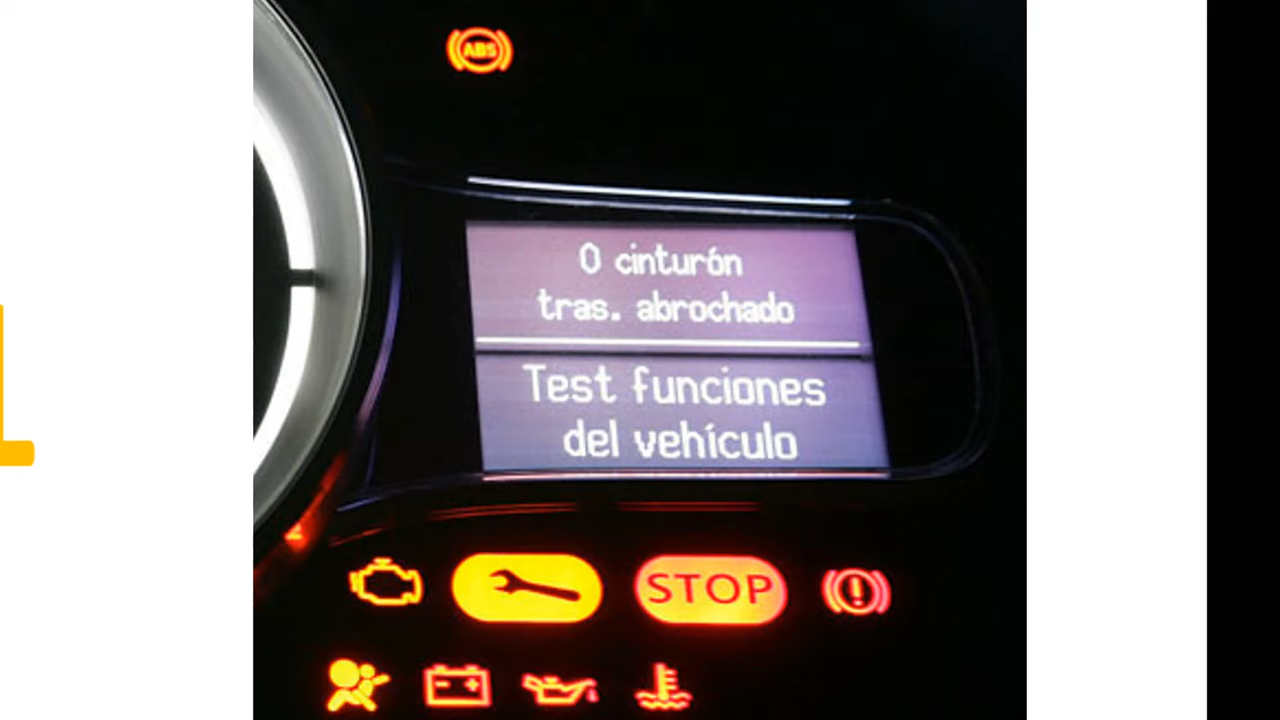 ABS
0 cinturón
tras. abrochado
Test funciones
del vehículo
STOP